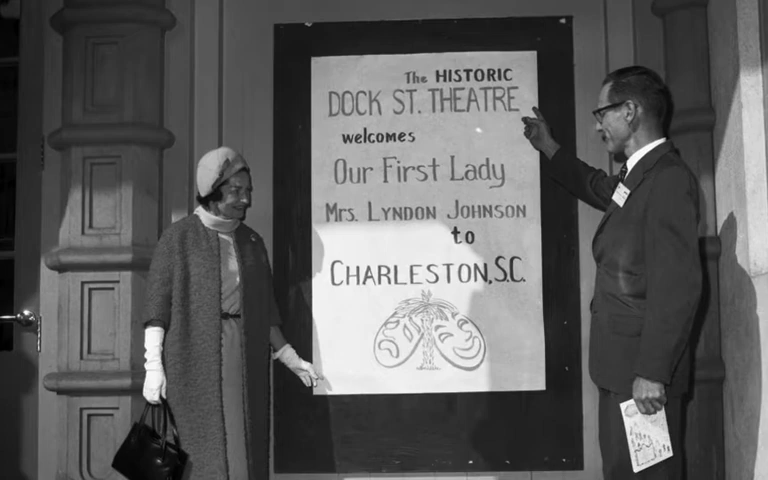 The HISTORIC
DOCK ST. THEATRE
welcomes
Our First Lady
Mrs. Lyndon Johnson
to
Charleston, S.C.